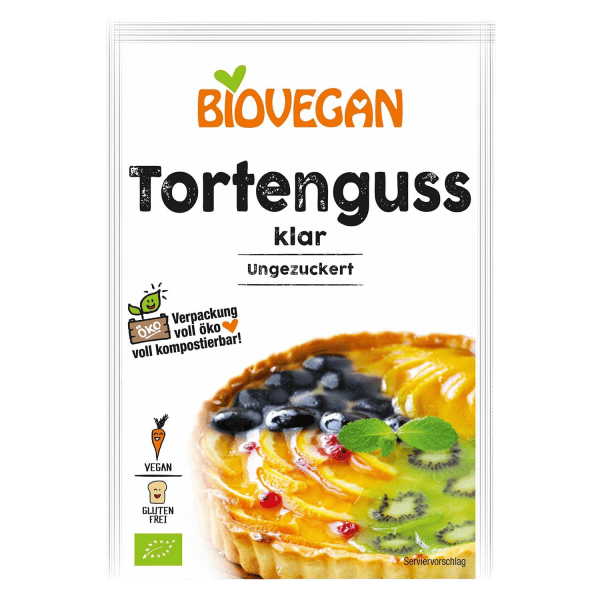 BIOVEGAN
Tortenguss
klar
Ungezuckert
ÖKO
Verpackung
voll öko
voll kompostierbar!
VEGAN
GLUTEN
FREI
Serviervorschlag